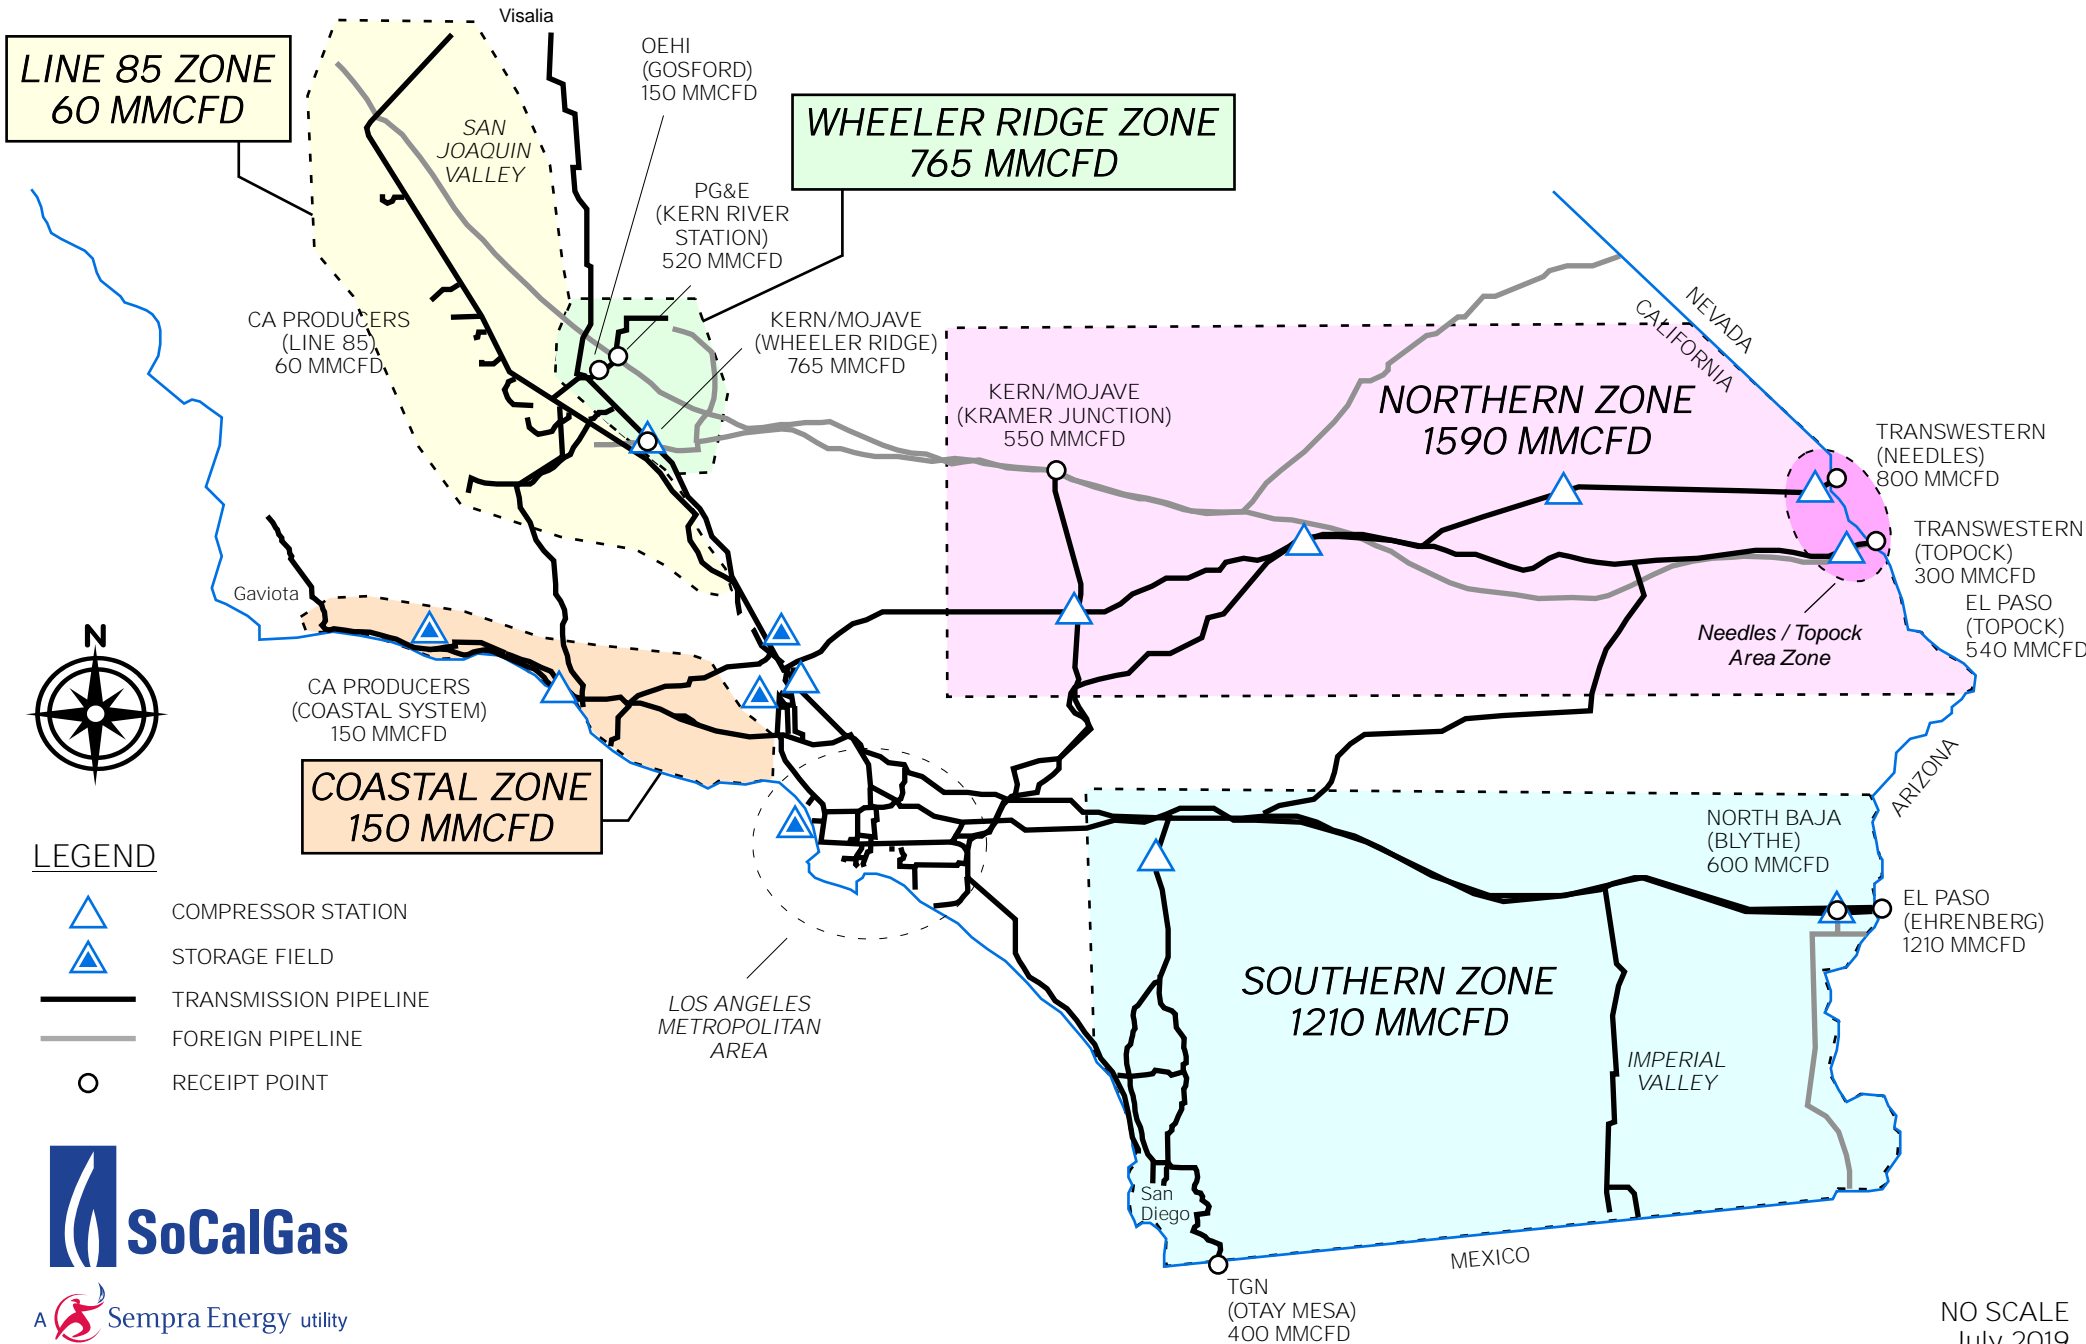 Visalia
LINE 85 ZONE
60 MMCFD
OEHI
(GOSFORD)
150 MMCFD
WHEELER RIDGE ZONE
765 MMCFD
SAN
JOAQUIN
VALLEY
PG&E
(KERN RIVER
STATION)
520 MMCFD
CA PRODUCERS
(LINE 85)
60 MMCFD
KERN/MOJAVE
(WHEELER RIDGE)
765 MMCFD
NEVADA
CALIFORNIA
KERN/MOJAVE
(KRAMER JUNCTION)
550 MMCFD
NORTHERN ZONE
1590 MMCFD
TRANSWESTERN
(NEEDLES)
800 MMCFD
TRANSWESTERN
(TOPOCK)
300 MMCFD
EL PASO
(TOPOCK)
540 MMCFD
Needles / Topock
Area Zone
Gaviota
N
CA PRODUCERS
(COASTAL SYSTEM)
150 MMCFD
COASTAL ZONE
150 MMCFD
ARIZONA
NORTH BAJA
(BLYTHE)
600 MMCFD
EL PASO
(EHRENBERG)
1210 MMCFD
SOUTHERN ZONE
1210 MMCFD
LOS ANGELES
METROPOLITAN
AREA
IMPERIAL
VALLEY
LEGEND
COMPRESSOR STATION
STORAGE FIELD
TRANSMISSION PIPELINE
FOREIGN PIPELINE
RECEIPT POINT
San
Diego
MEXICO
TGN
(OTAY MESA)
400 MMCFD
SoCalGas
A Sempra Energy utility
NO SCALE
July 2019